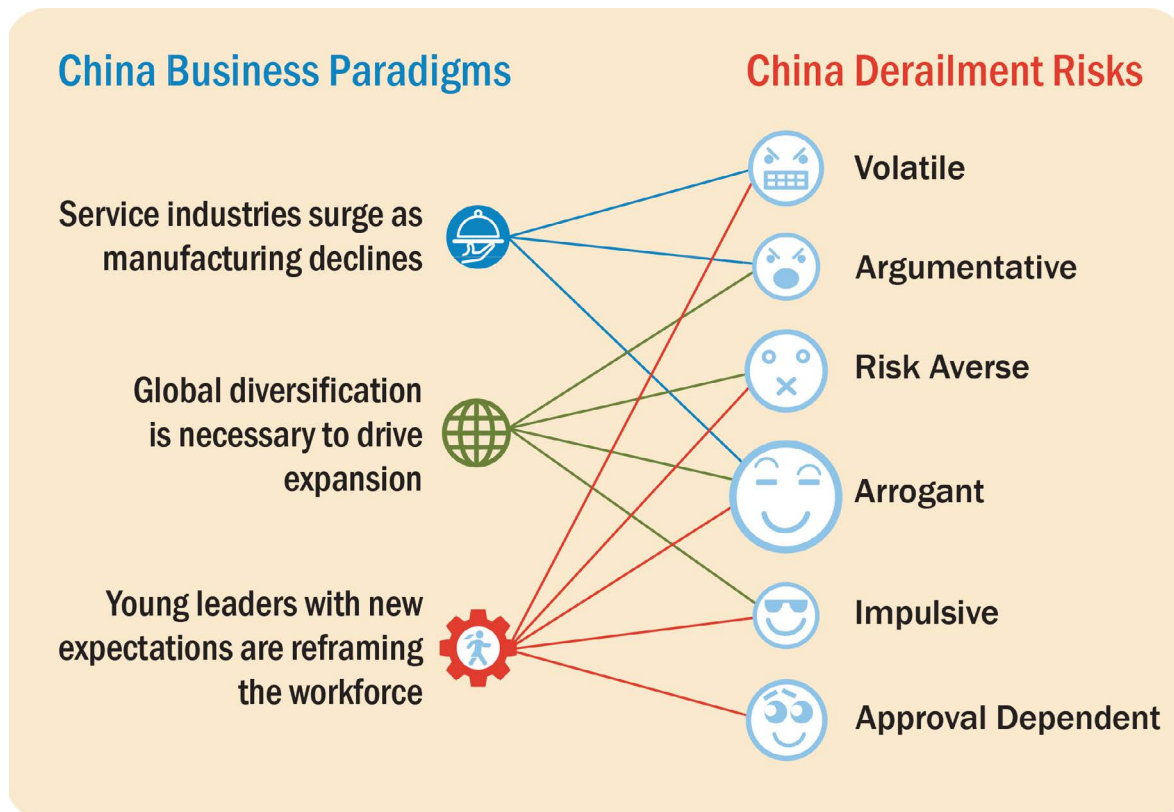 China Business Paradigms
China Derailment Risks
Service industries surge as
manufacturing declines
Global diversification
is necessary to drive
expansion
Young leaders with new
expectations are reframing
the workforce
Volatile
Argumentative
Risk Averse
Arrogant
Impulsive
Approval Dependent